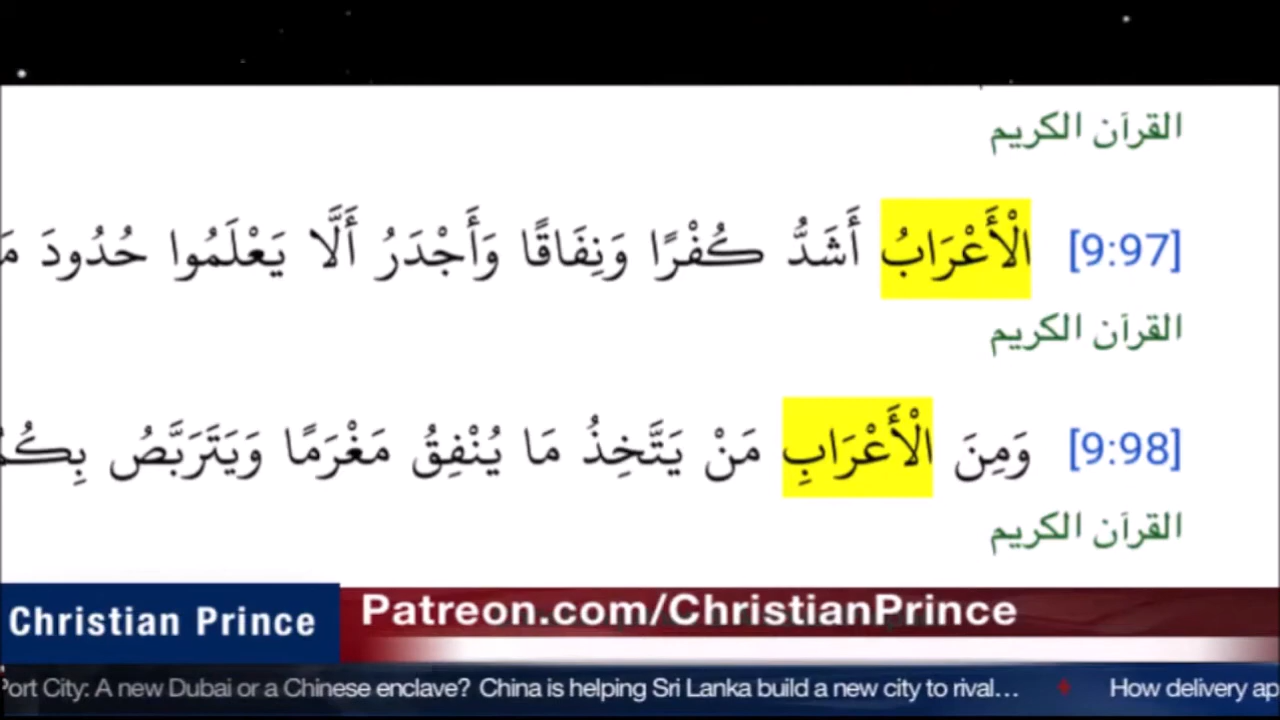 القرآن الكريم
[9:97] الْأَعْرَابُ أَشَدُّ كُفْرًا وَنِفَاقًا وَأَجْدَرُ أَلَّا يَعْلَمُوا حُدُودَ
القرآن الكريم
[9:98] وَمِنَ الْأَعْرَابِ مَنْ يَتَّخِذُ مَا يُنْفِقُ مَغْرَمًا وَيَتَرَبَّصُ
القرآن الكريم
Christian Prince
Patreon.com/ChristianPrince
Port City: A new Dubai or a Chinese enclave? China is helping Sri Lanka build a new city to rival… How delivery ap